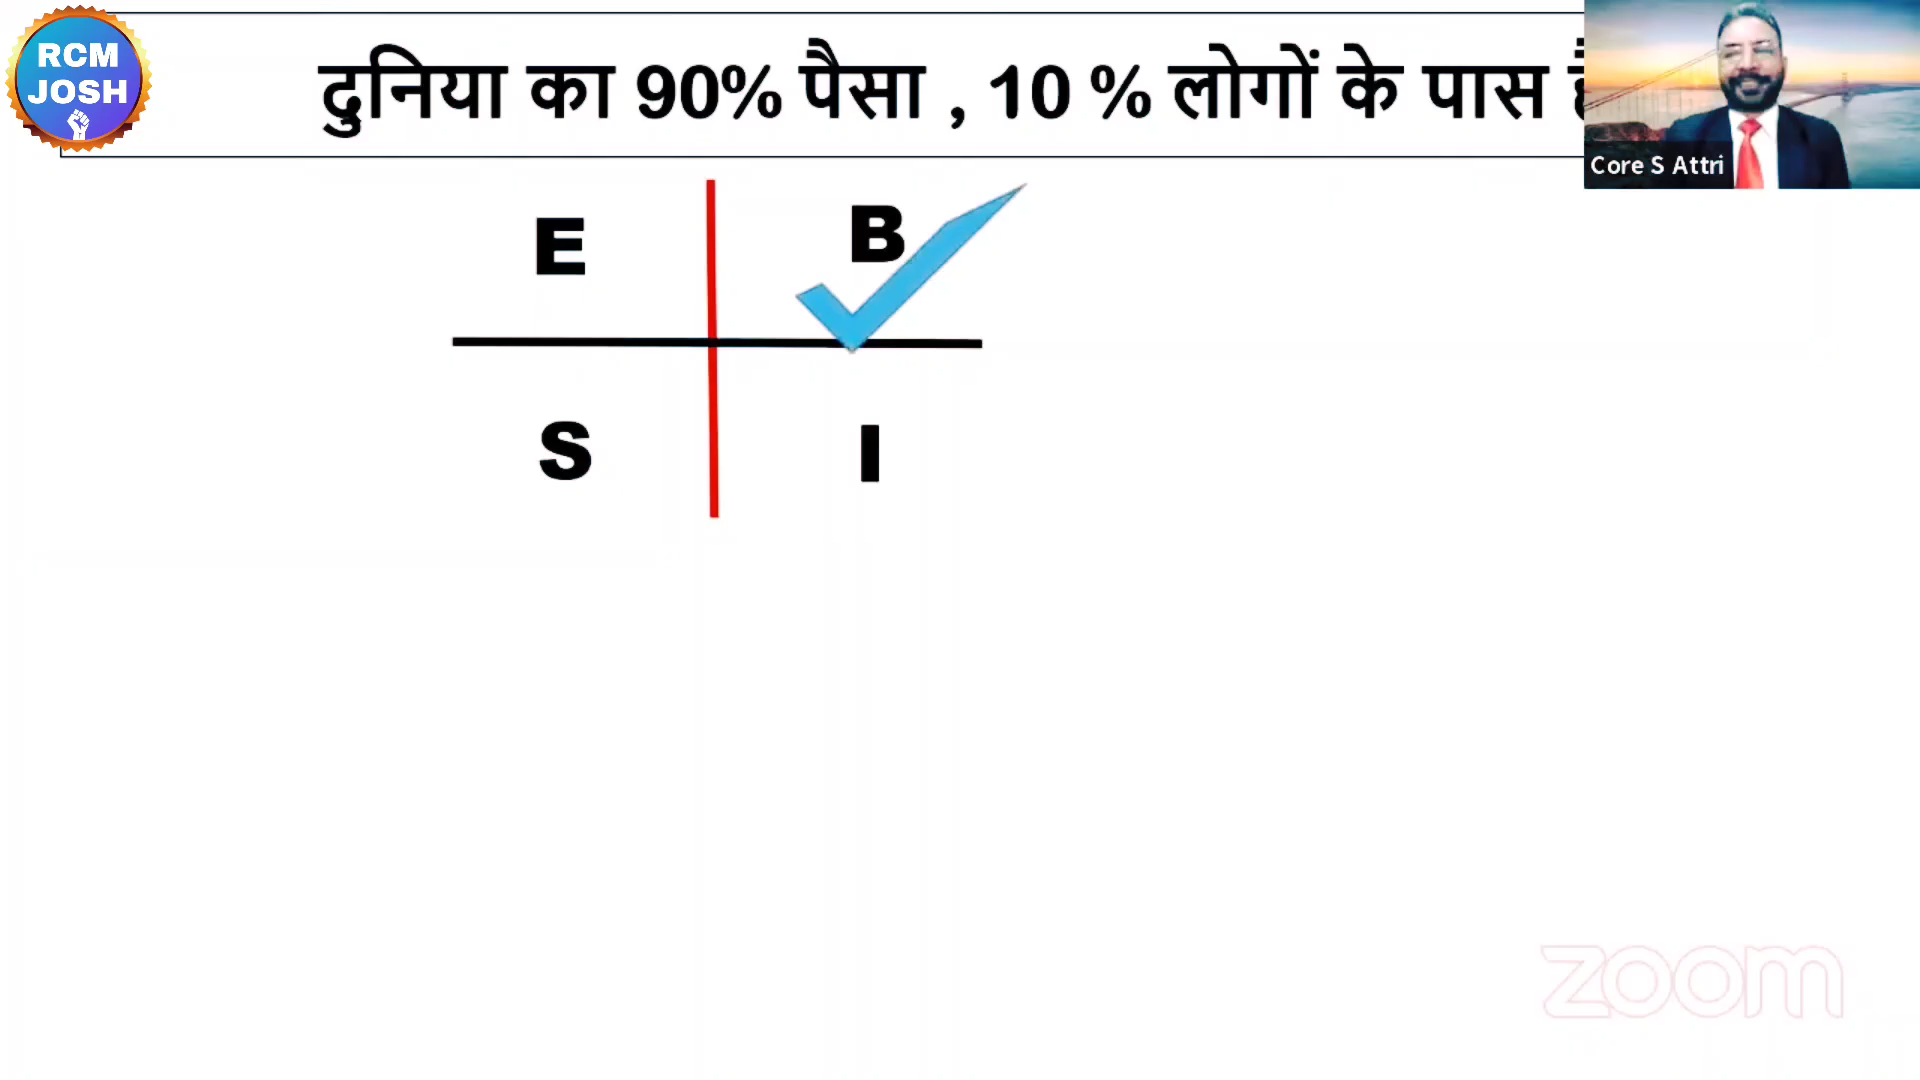 RCM
JOSH
दुनिया का 90% पैसा , 10 % लोगों के पास
Core S Attri
E
B
S
I
zoom